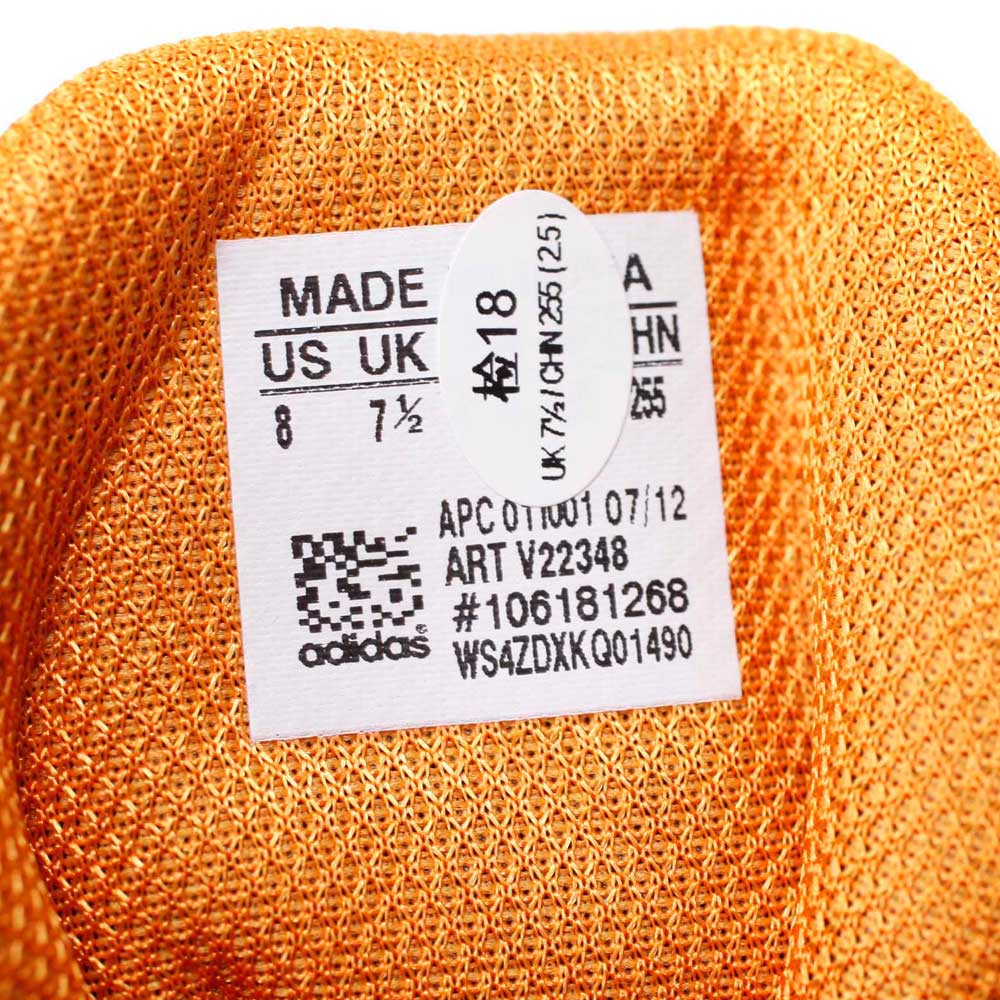 MADE
A
US UK
HN
8 7½
255
检18
UK 7½ / CHN 255 (2.5)
APC 011001 07/12
ART V22348
#106181268
WS4ZDXKQ01490
adidas®